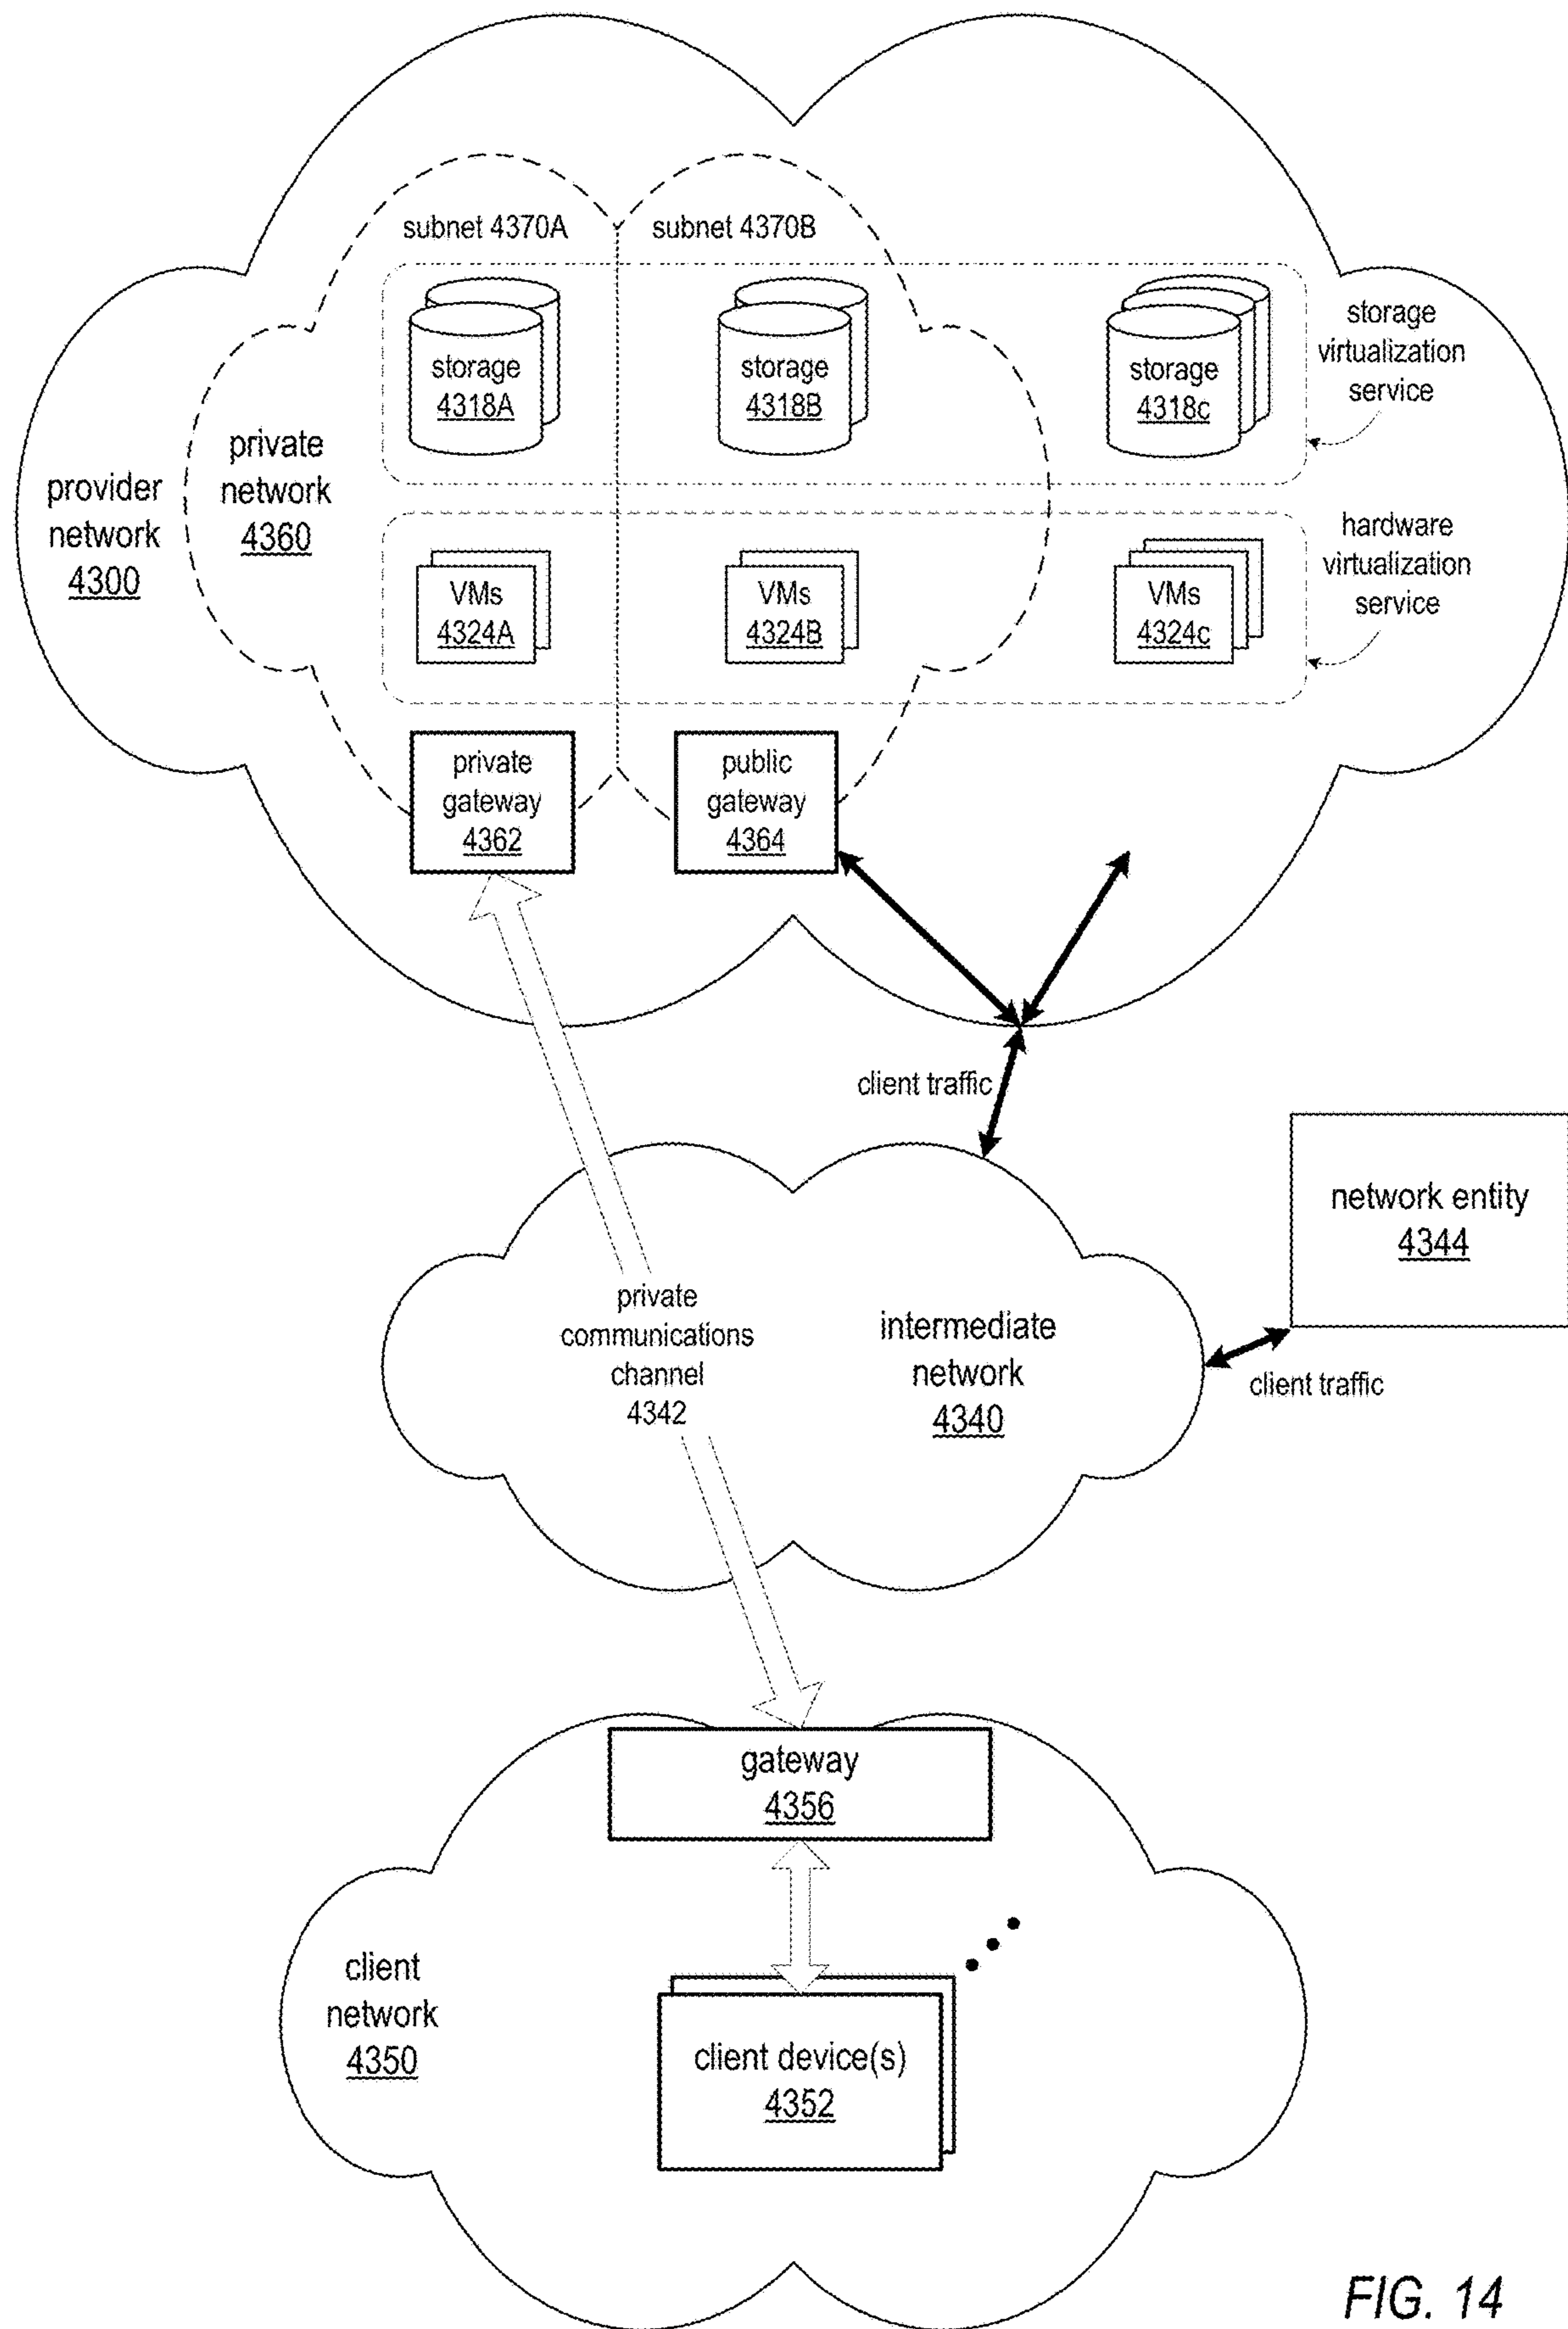 subnet 4370A
subnet 4370B
storage
4318A
storage
4318B
storage
4318c
storage
virtualization
service
private
network
4360
provider
network
4300
VMs
4324A
VMs
4324B
VMs
4324c
hardware
virtualization
service
private
gateway
4362
public
gateway
4364
client traffic
network entity
4344
client traffic
private
communications
channel
4342
intermediate
network
4340
gateway
4356
client
network
4350
client device(s)
4352
FIG. 14